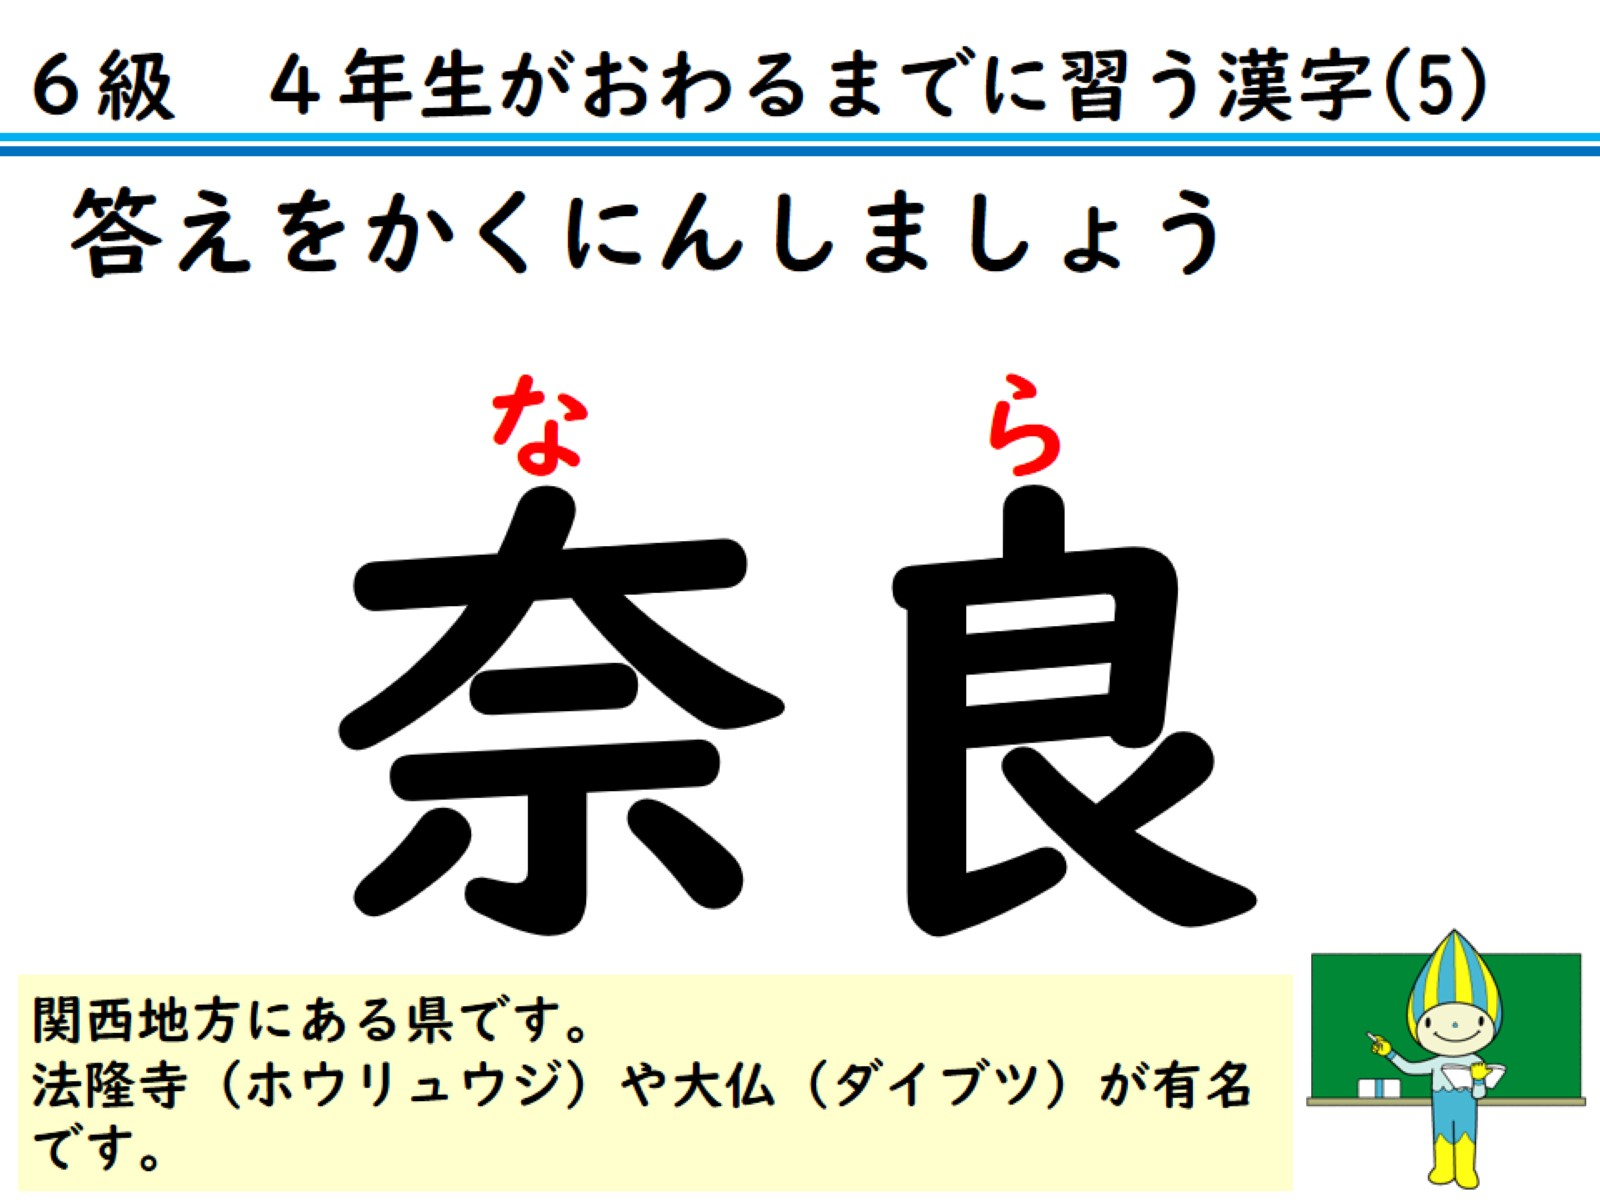 ６級　４年生がおわるまでに習う漢字(5)
答えをかくにんしましょう
な ら
奈良
関西地方にある県です。
法隆寺（ホウリュウジ）や大仏（ダイブツ）が有名
です。